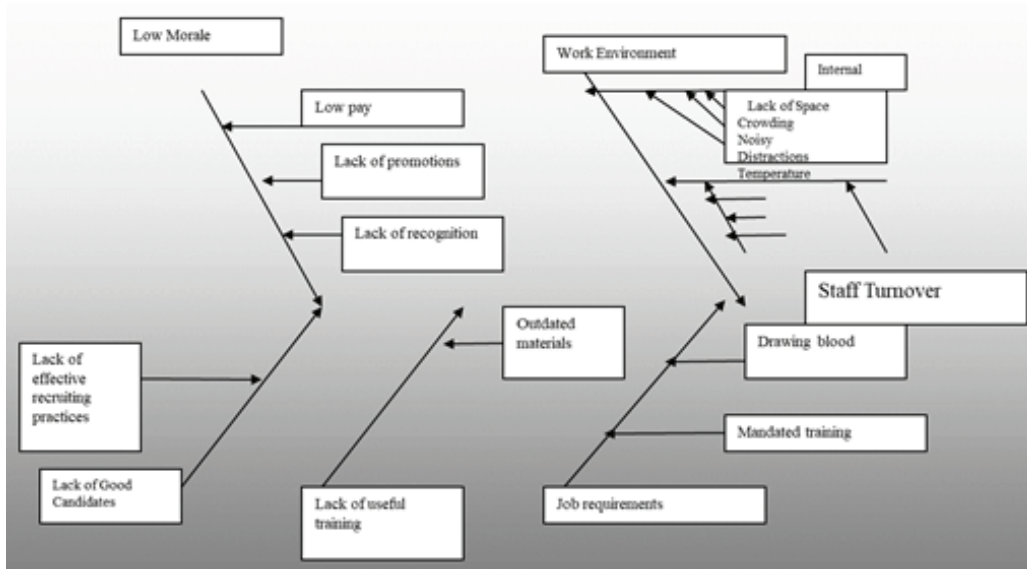 Low Morale
Work Environment
Internal
Low pay
Lack of Space
Crowding
Noisy
Distractions
Temperature
Lack of promotions
Lack of recognition
Staff Turnover
Outdated
materials
Drawing blood
Lack of
effective
recruiting
practices
Mandated training
Lack of Good
Candidates
Lack of useful
training
Job requirements